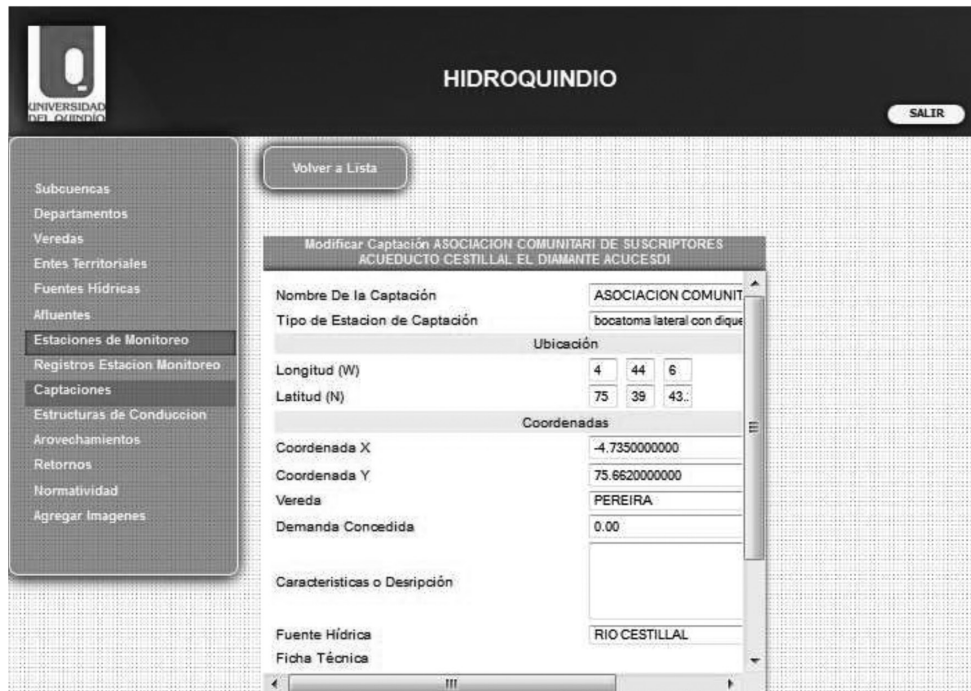 UNIVERSIDAD
DEL QUINDÍO
HIDROQUINDIO
SALIR
Subcuencas
Departamentos
Veredas
Entes Territoriales
Fuentes Hídricas
Afluentes
Estaciones de Monitoreo
Registros Estacion Monitoreo
Captaciones
Estructuras de Conduccion
Arovechamientos
Retornos
Normatividad
Agregar Imagenes
Volver a Lista
Modificar Captación ASOCIACION COMUNITARI DE SUSCRIPTORES
ACUEDUCTO CESTILLAL EL DIAMANTE ACUCESDI
Nombre De la Captación ASOCIACION COMUNIT
Tipo de Estacion de Captación bocatoma lateral con dique
Ubicación
Longitud (W) 4 44 6
Latitud (N) 75 39 43.:
Coordenadas
Coordenada X -4.7350000000
Coordenada Y 75.6620000000
Vereda PEREIRA
Demanda Concedida 0.00
Caracteristicas o Desripción
Fuente Hídrica RIO CESTILLAL
Ficha Técnica